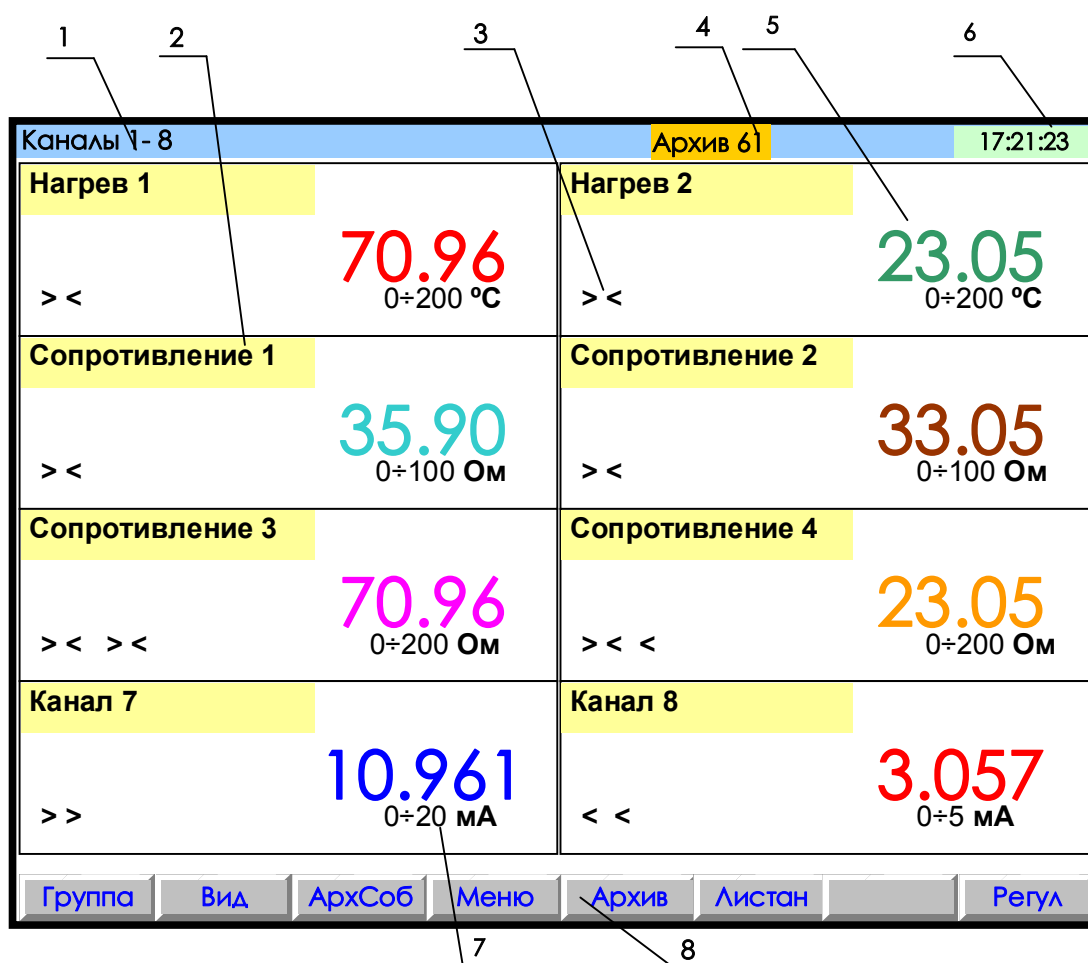 1 2 3 4 5 6
Каналы 1- 8 Архив 61 17:21:23
Нагрев 1 Нагрев 2
70.96 23.05
> < 0÷200 ºC > < 0÷200 ºC
Сопротивление 1 Сопротивление 2
35.90 33.05
> < 0÷100 Ом > < 0÷100 Ом
Сопротивление 3 Сопротивление 4
70.96 23.05
> < > < 0÷200 Ом > < < 0÷200 Ом
Канал 7 Канал 8
10.961 3.057
> > 0÷20 мА < < 0÷5 мА
Группа Вид АрхСоб Меню Архив Листан Регул
7 8